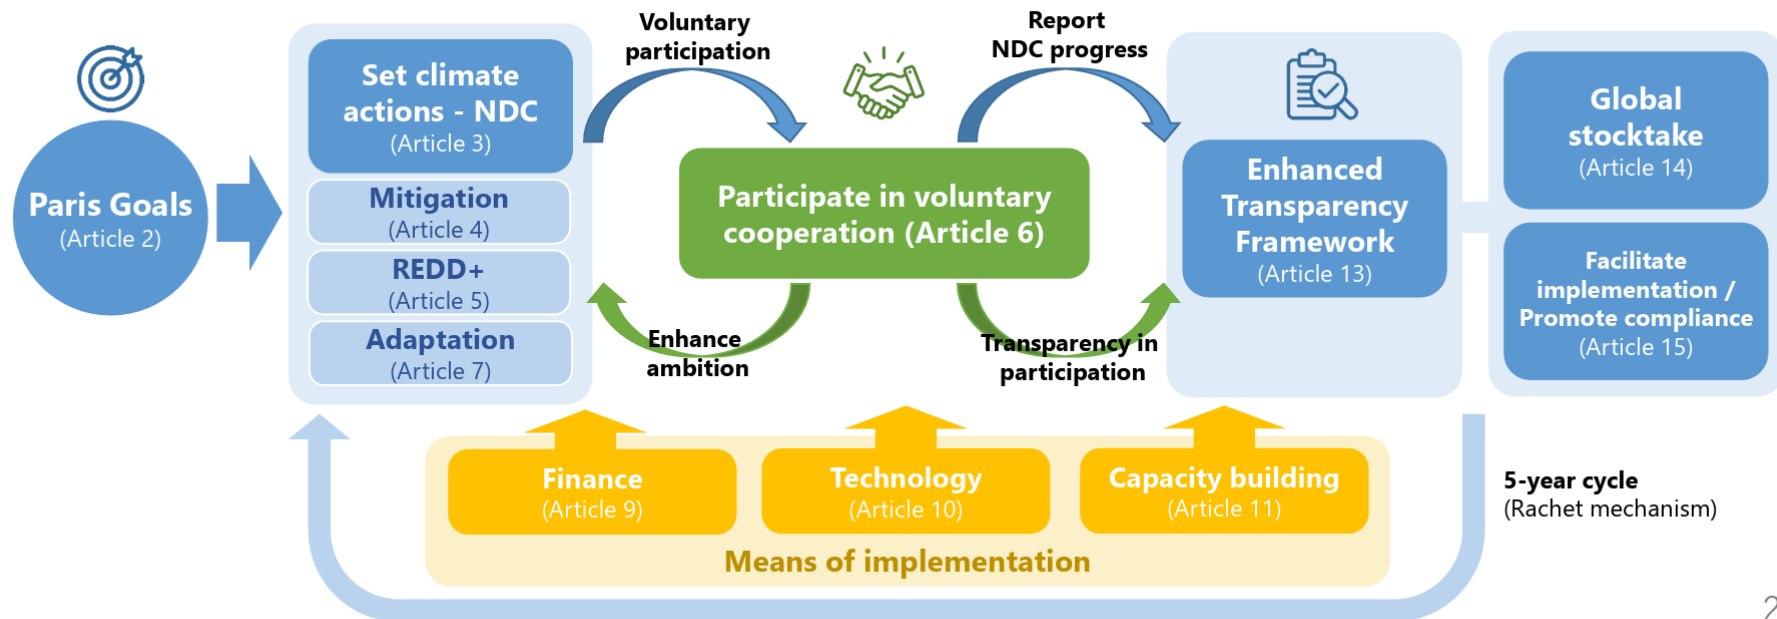 Paris Goals
(Article 2)
Set climate
actions - NDC
(Article 3)
Mitigation
(Article 4)
REDD+
(Article 5)
Adaptation
(Article 7)
Voluntary
participation
Participate in voluntary
cooperation (Article 6)
Enhance
ambition
Report
NDC progress
Transparency in
participation
Enhanced
Transparency
Framework
(Article 13)
Global
stocktake
(Article 14)
Facilitate
implementation /
Promote compliance
(Article 15)
Finance
(Article 9)
Technology
(Article 10)
Capacity building
(Article 11)
Means of implementation
5-year cycle
(Rachet mechanism)
2